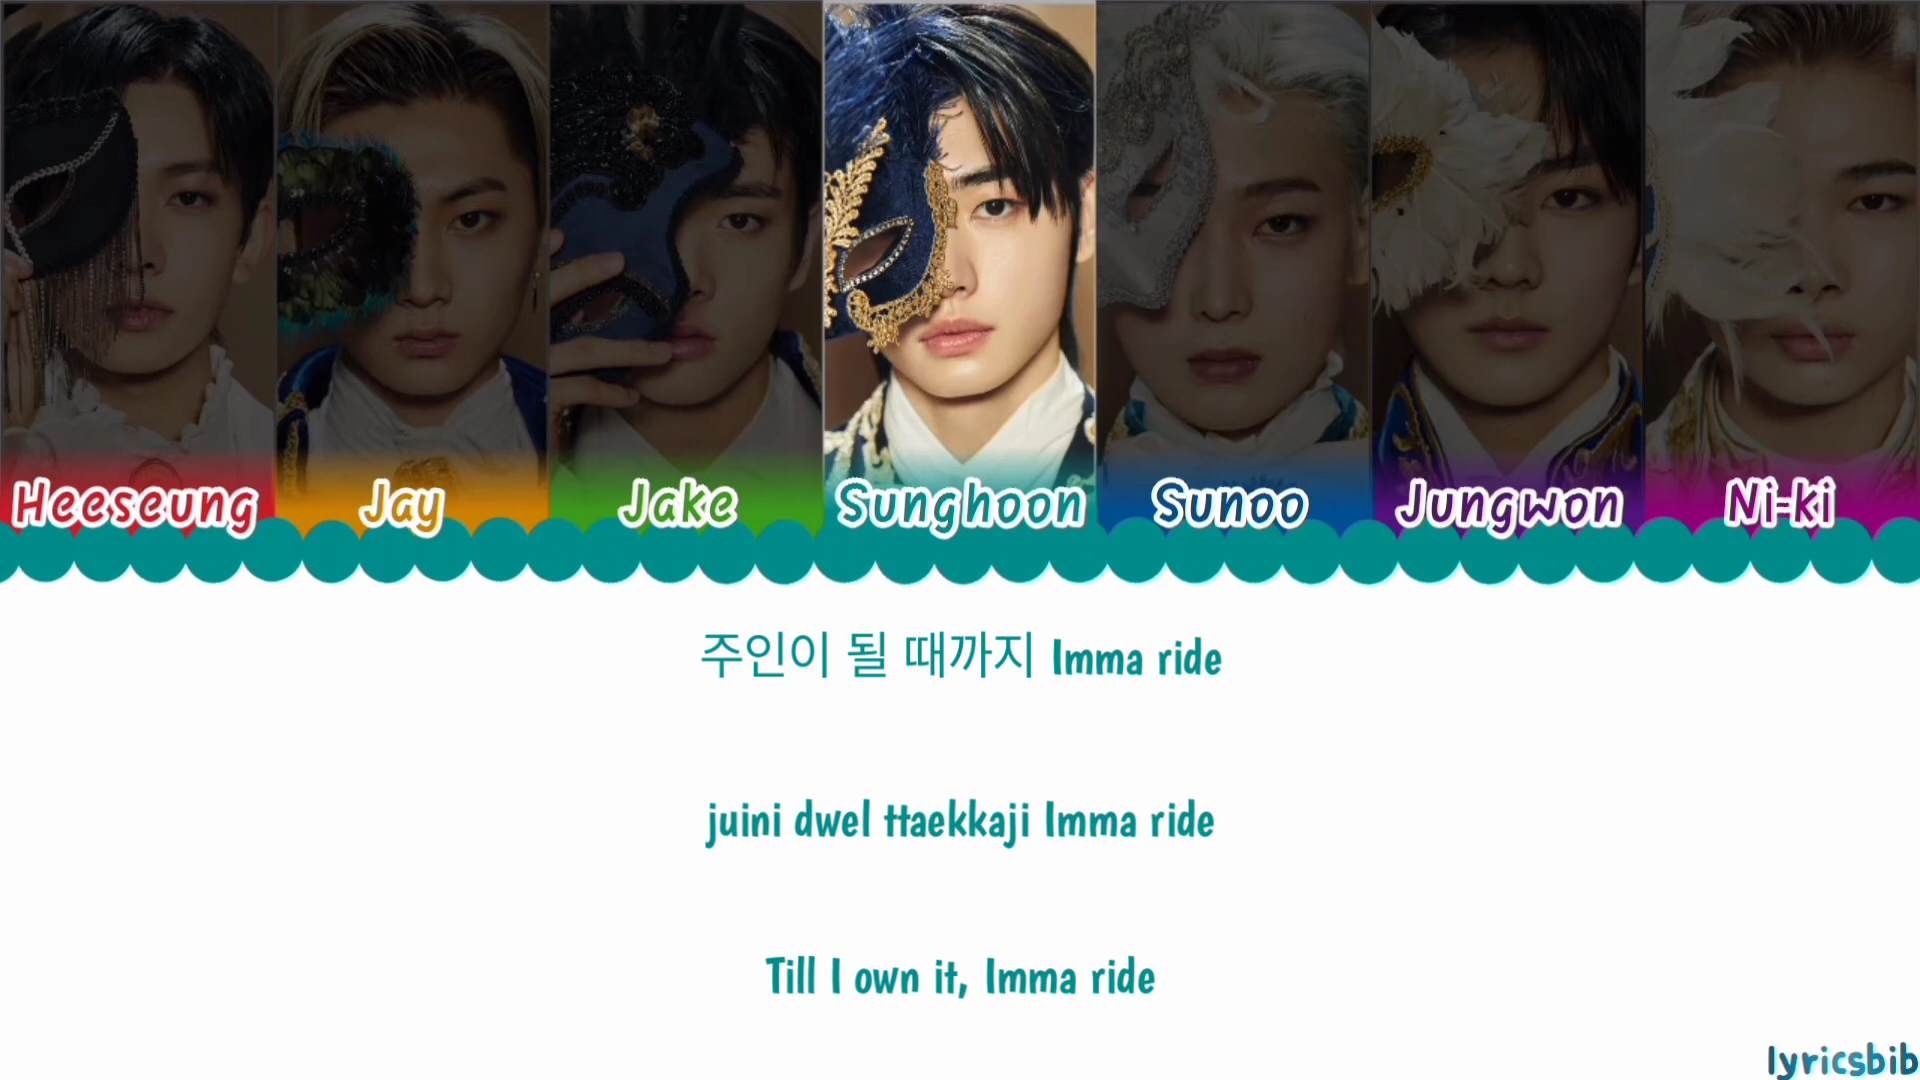 Heeseung Jay Jake Sunghoon Sunoo Jungwon Ni-ki
주인이 될 때까지 Imma ride
juini dwel ttaekkaji Imma ride
Till I own it, Imma ride
lyricsbib